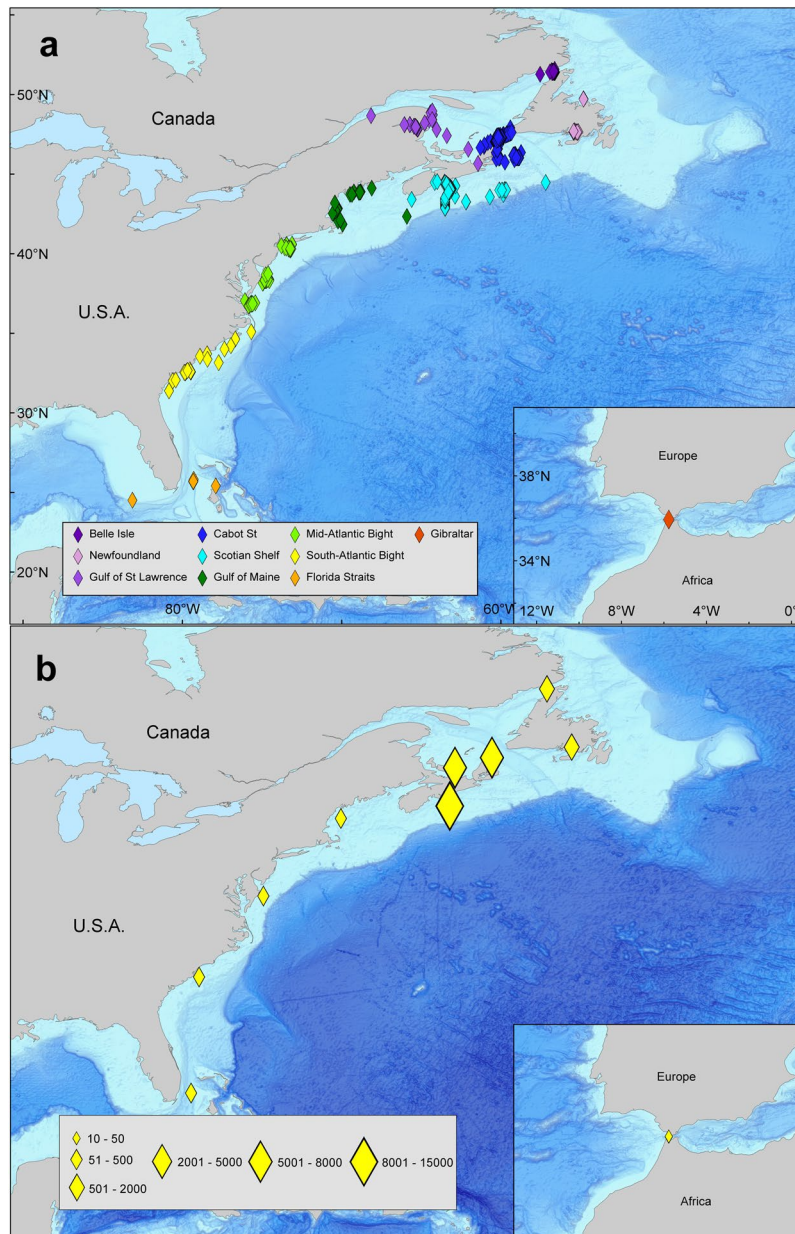 a
50°N
Canada
40°N
U.S.A.
30°N
Europe
38°N
34°N
Africa
Belle Isle Cabot St Mid-Atlantic Bight Gibraltar
Newfoundland Scotian Shelf South-Atlantic Bight
Gulf of St Lawrence Gulf of Maine Florida Straits
20°N
80°W 60°W 12°W 8°W 4°W 0°
b
Canada
U.S.A.
Europe
Africa
10 - 50
51 - 500 2001 - 5000 5001 - 8000 8001 - 15000
501 - 2000